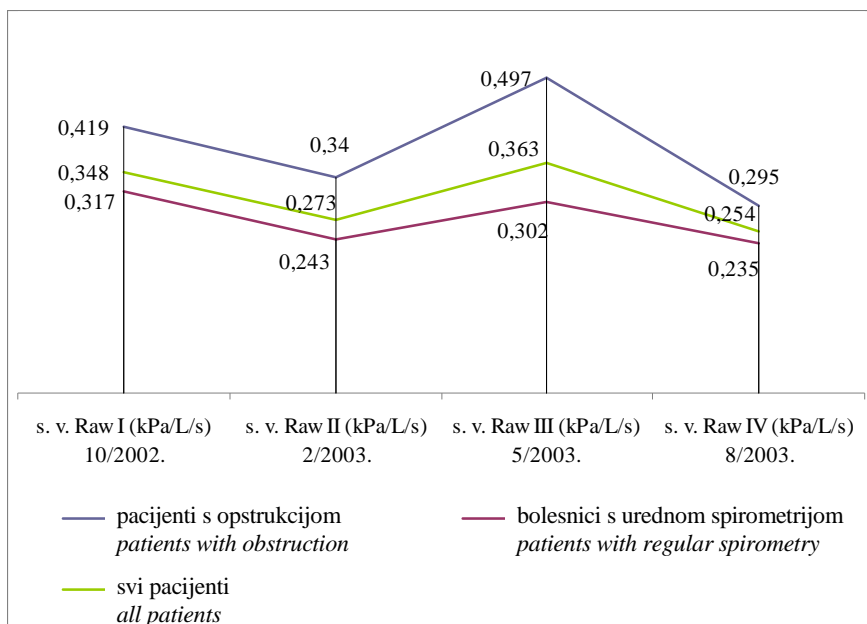 0,497
0,419
0,34
0,363
0,348
0,295
0,317
0,273
0,254
0,302
0,243
0,235
s. v. Raw I (kPa/L/s)
10/2002.
s. v. Raw II (kPa/L/s)
2/2003.
s. v. Raw III (kPa/L/s)
5/2003.
s. v. Raw IV (kPa/L/s)
8/2003.
pacijenti s opstrukcijom
patients with obstruction
bolesnici s urednom spirometrijom
patients with regular spirometry
svi pacijenti
all patients